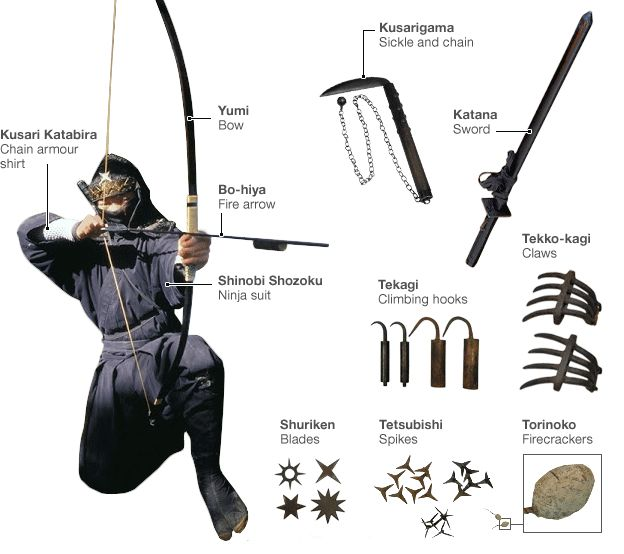 Kusarigama
Sickle and chain
Yumi
Bow
Katana
Sword
Kusari Katabira
Chain armour
shirt
Bo-hiya
Fire arrow
Tekko-kagi
Claws
Shinobi Shozoku
Ninja suit
Tekagi
Climbing hooks
Shuriken
Blades
Tetsubishi
Spikes
Torinoko
Firecrackers